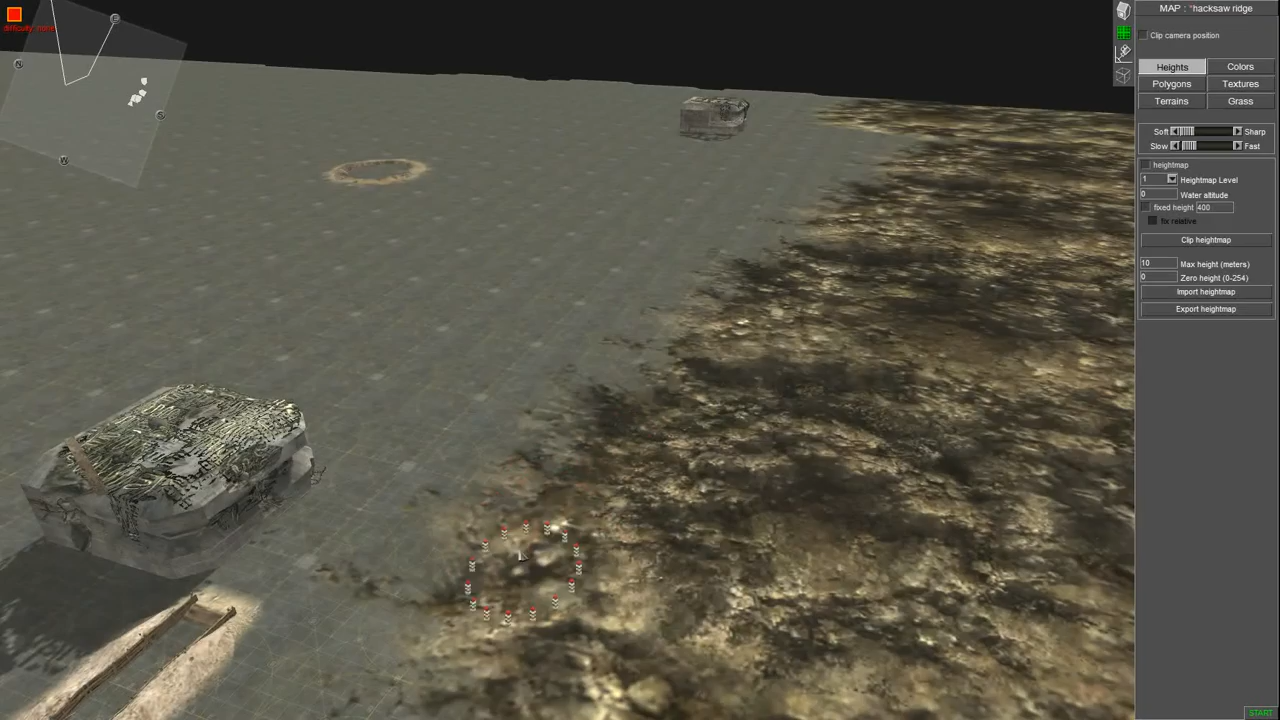 MAP : *hacksaw ridge
Clip camera position
Heights
Colors
Polygons
Textures
Terrains
Grass
Soft
Sharp
Slow
Fast
heightmap
1
Heightmap Level
0
Water altitude
fixed height
400
fix relative
Clip heightmap
10
Max height (meters)
0
Zero height (0-254)
Import heightmap
Export heightmap
START
E
N
S
W